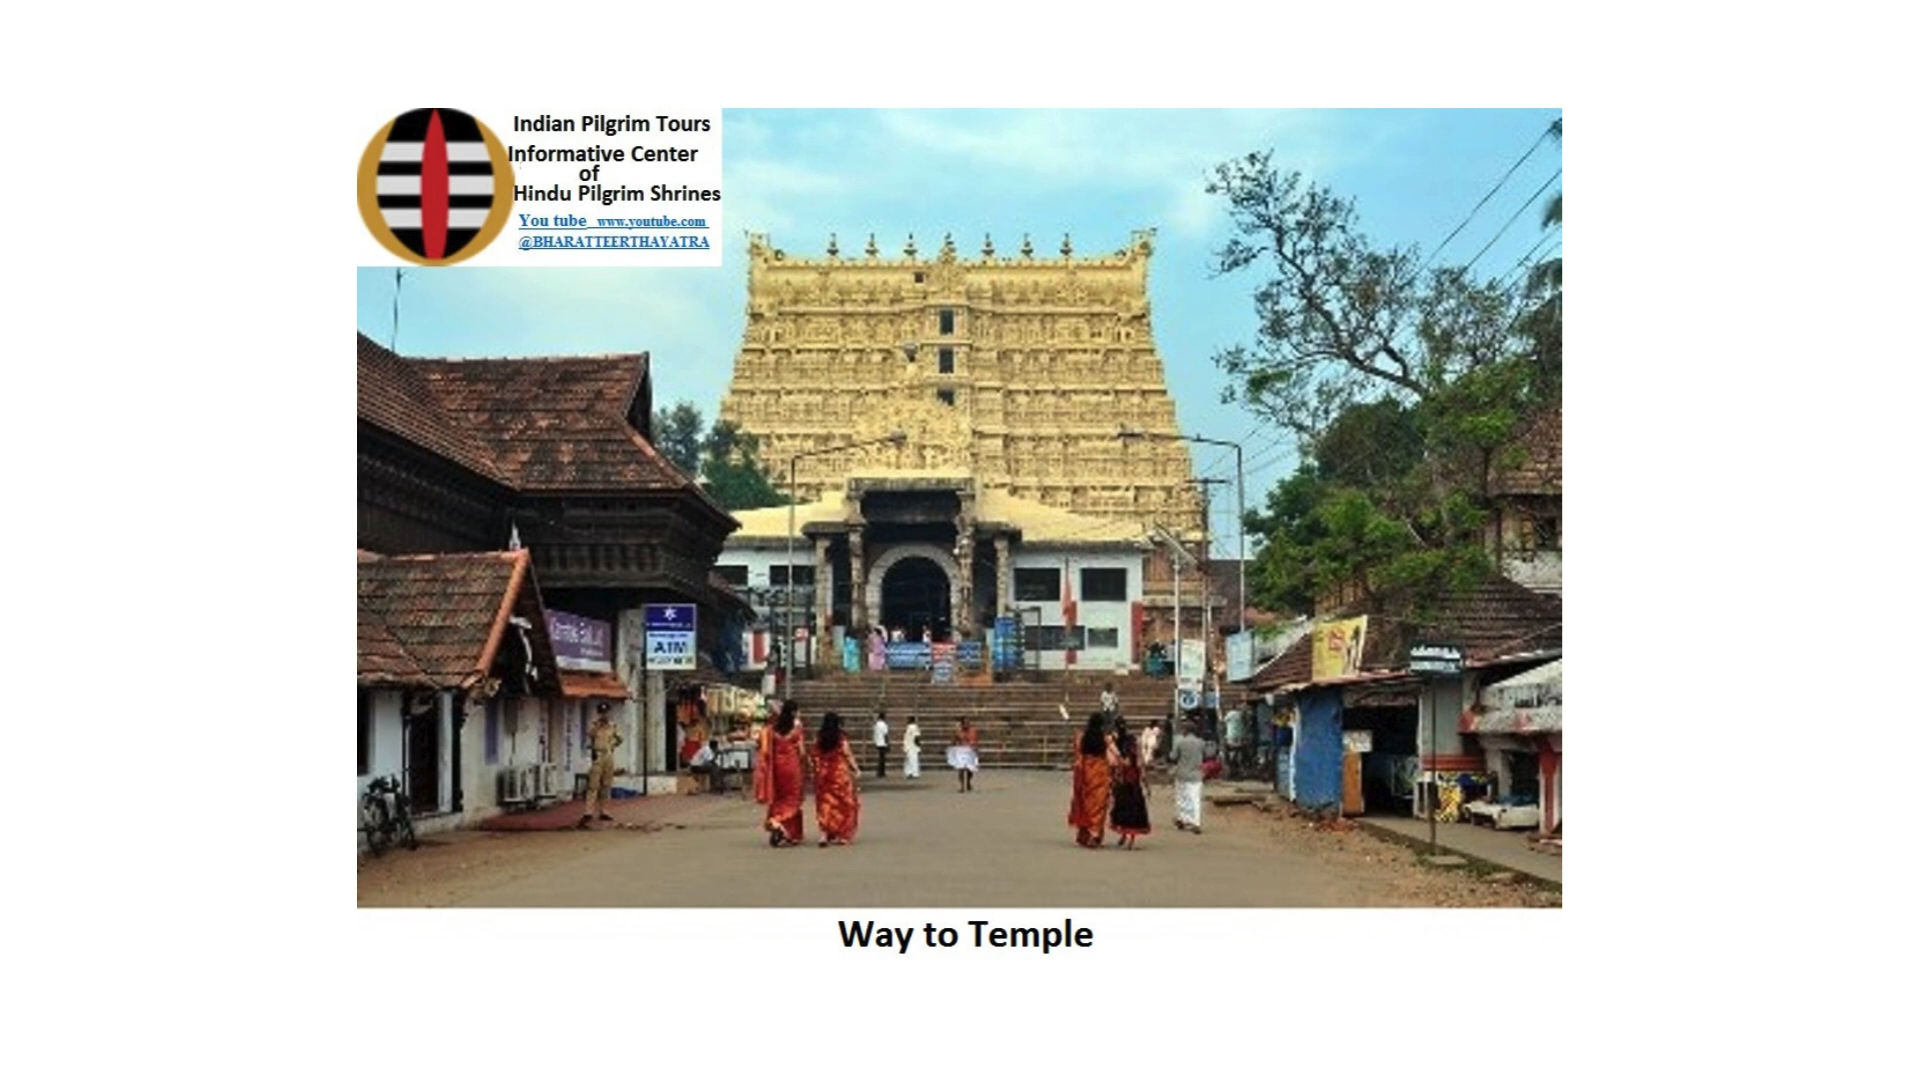 Indian Pilgrim Tours
Informative Center
of
Hindu Pilgrim Shrines
You tube www.youtube.com
@BHARATTEERTHAYATRA
ATM
Way to Temple